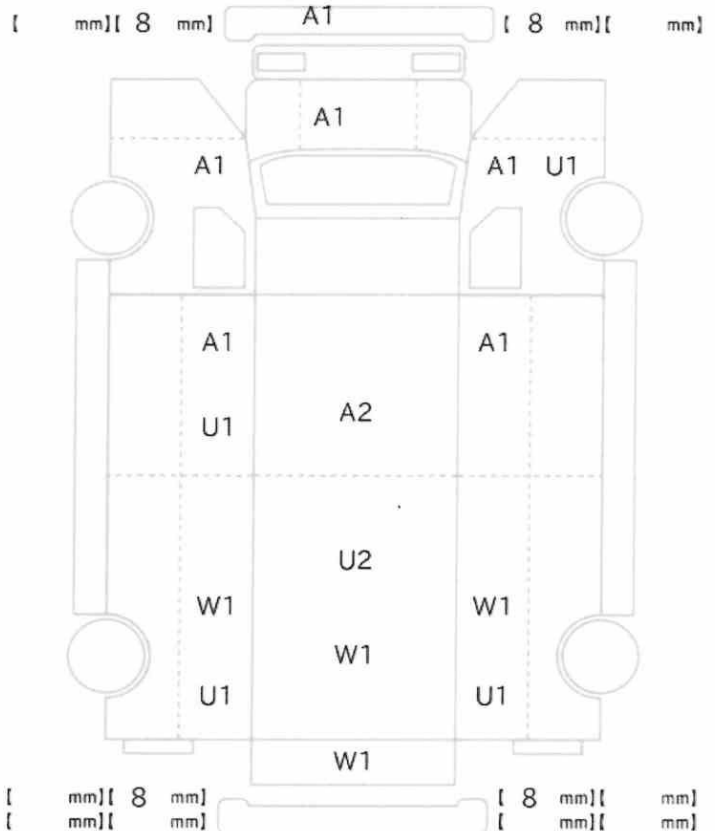 【 mm】【 8 mm】 A1 【 8 mm】【 mm】
A1
A1 A1 U1
A1 A1
A2
U1
U2
W1 W1
W1
U1 U1
W1
【 mm】【 8 mm】 【 8 mm】【 mm】
【 mm】【 mm】 【 mm】【 mm】